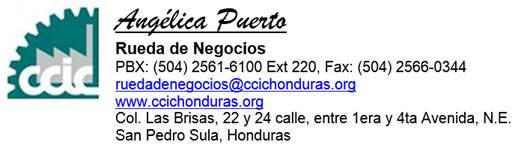 Angélica Puerto
ccic
Rueda de Negocios
PBX: (504) 2561-6100 Ext 220, Fax: (504) 2566-0344
ruedadenegocios@ccichonduras.org
www.ccichonduras.org
Col. Las Brisas, 22 y 24 calle, entre 1era y 4ta Avenida, N.E.
San Pedro Sula, Honduras